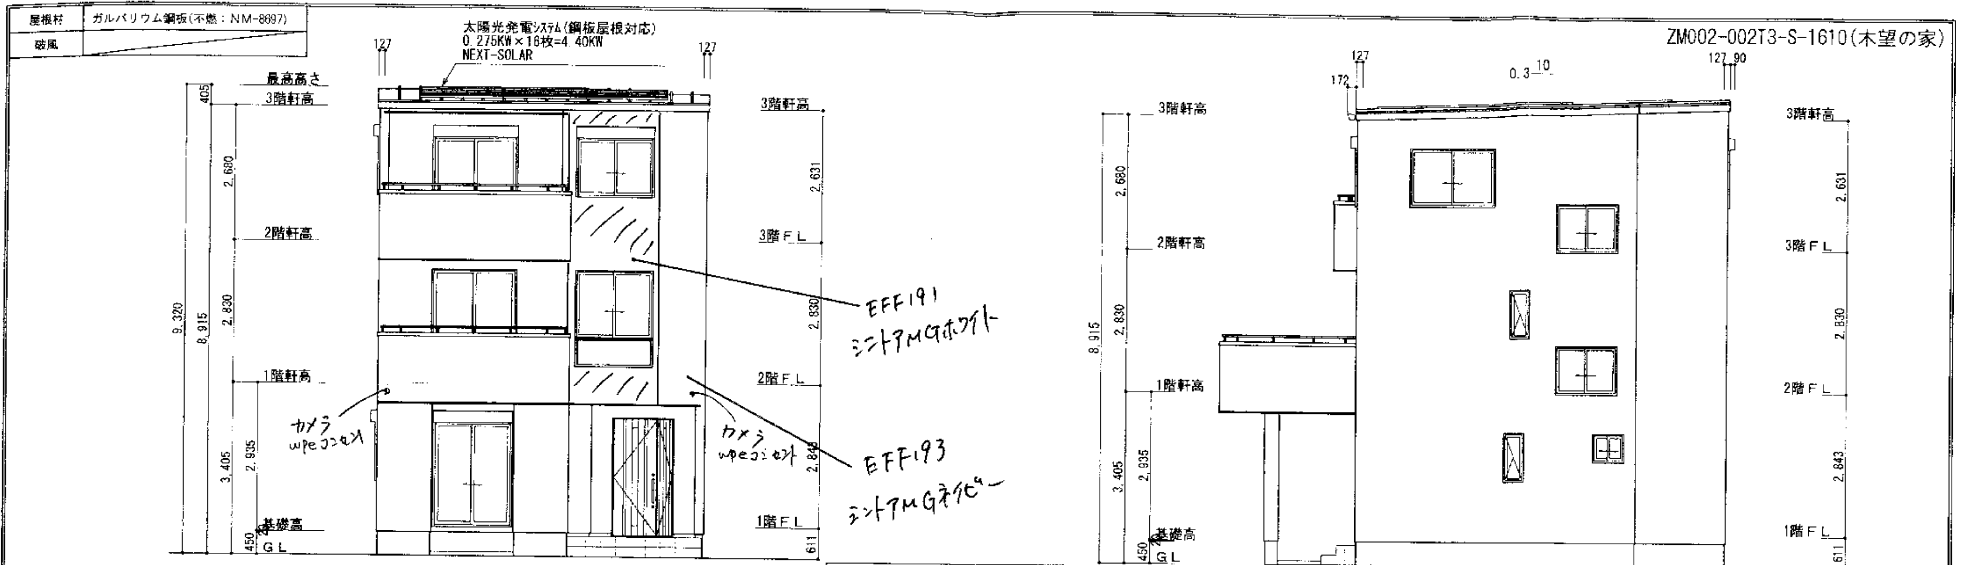 屋根材 ガルバリウム鋼板(不燃：NM-8697)
破風
太陽光発電システム(鋼板屋根対応)
0.275KW×16枚=4.40KW
NEXT-SOLAR
ZM002-002T3-S-1610(木望の家)
127
127
最高高さ
3階軒高
405
3階軒高
2,680
2,631
2階軒高
3階FL
9,320
8,915
2,830
2,830
EFF191
ミントアMGホワイト
1階軒高
2階FL
カメラ
wpeコンセント
カメラ
wpeコンセント
EFF193
ミントアMGネイビー
3,405
2,935
2,843
基礎高
450
GL
1階FL
611
127
172
0.3 10
127 90
3階軒高
3階軒高
2,680
2,631
2階軒高
3階FL
8,915
2,830
2,830
1階軒高
2階FL
3,405
2,935
2,843
基礎高
450
GL
1階FL
611